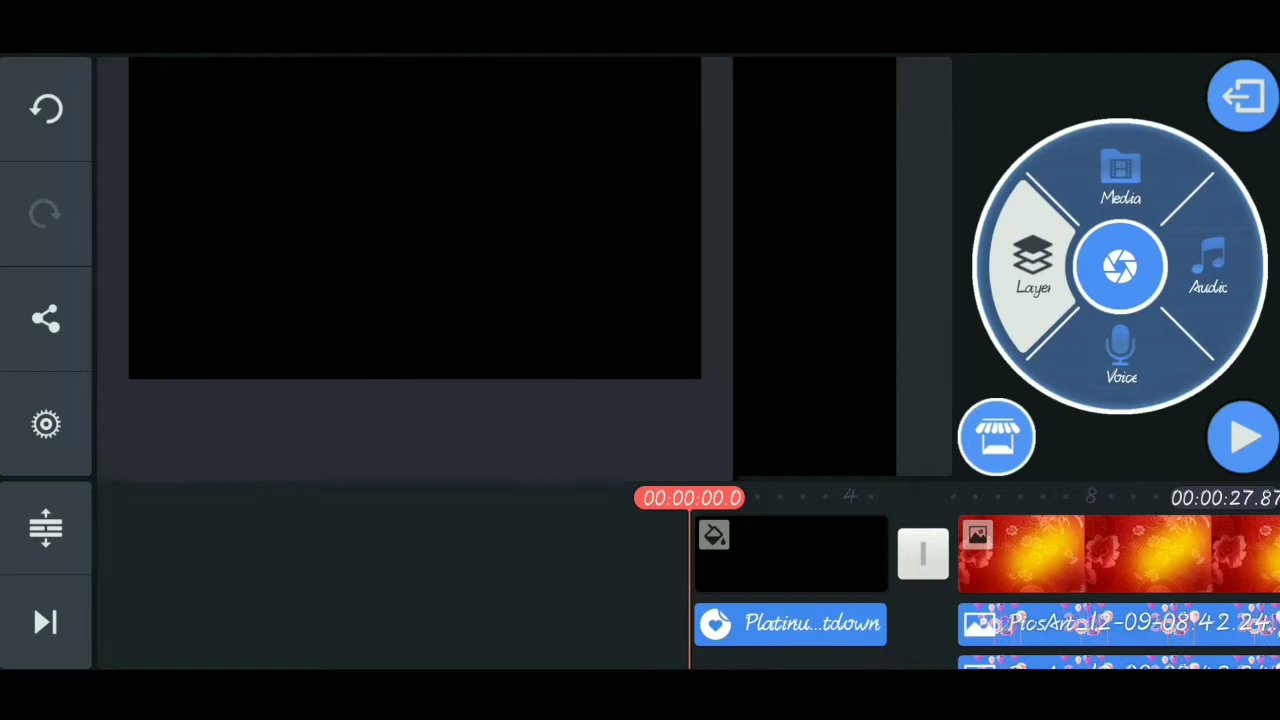 Media
Layer
Audio
Voice
00:00:00.0
4
8
00:00:27.87
Platinu...tdown
PicsArt_12-09-08.42.24.